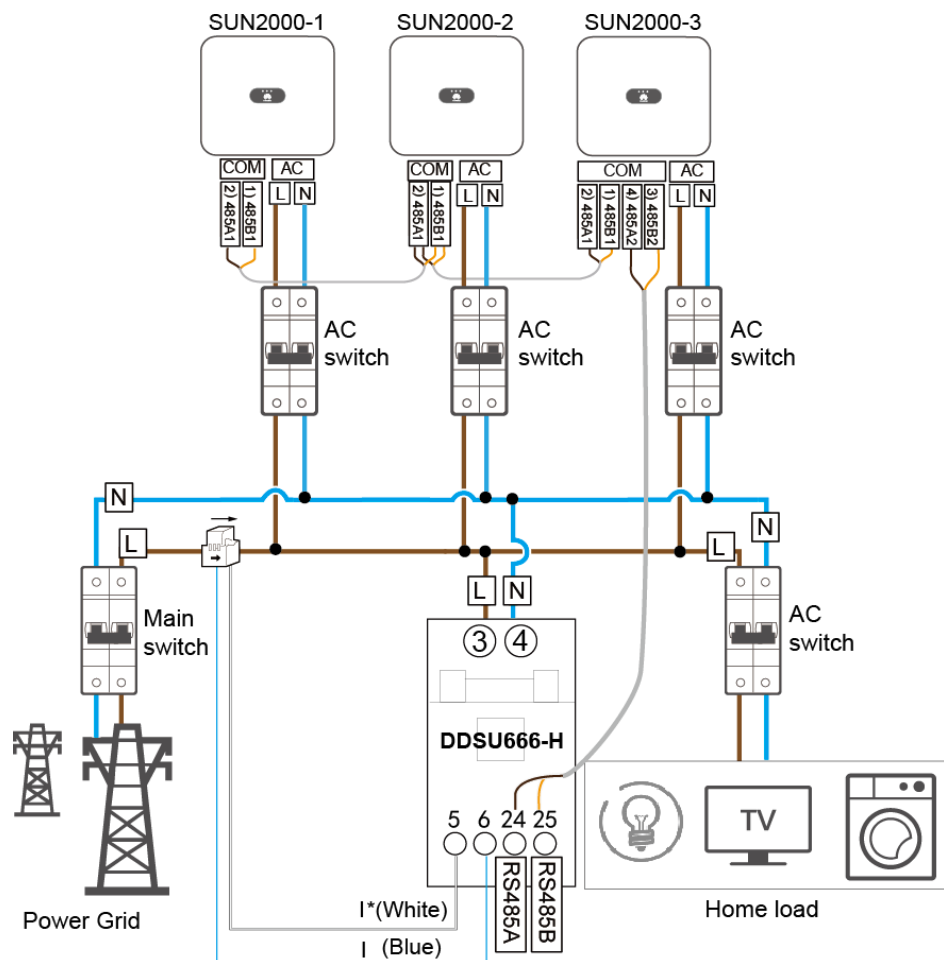 SUN2000-1
SUN2000-2
SUN2000-3
COM
AC
COM
AC
COM
AC
2) 485A1
1) 485B1
L
N
2) 485A1
1) 485B1
L
N
2) 485A1
1) 485B1
4) 485A2
3) 485B2
L
N
AC
switch
AC
switch
AC
switch
N
N
L
L
L
N
Main
switch
3
4
AC
switch
DDSU666-H
5
6
24
25
RS485A
RS485B
TV
Power Grid
I*(White)
I (Blue)
Home load